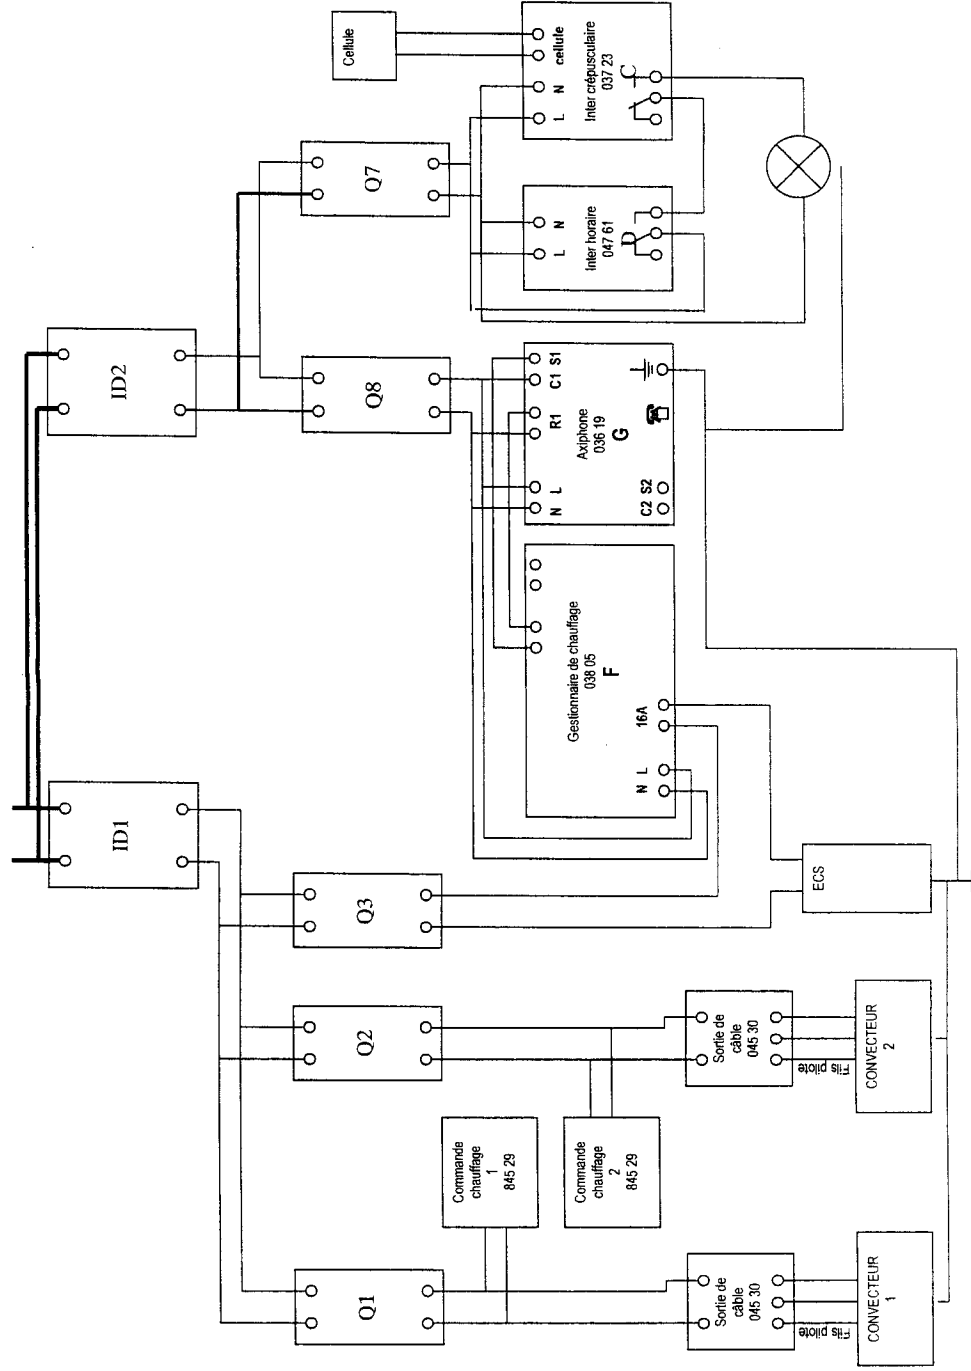 ID1
ID2
Q1
Q2
Q3
Q8
Q7
Cellule
Commande
chauffage
1
845 29
Commande
chauffage
2
845 29
Gestionnaire de chauffage
038 05
F
N L
16A
N L
R1
C1 S1
Axiphone
036 19
G
C2 S2
L N
Inter horaire
047 61
D
L N cellule
Inter crépusculaire
037 23
C
Sortie de
câble
045 30
Fils pilote
CONVECTEUR
1
Sortie de
câble
045 30
Fils pilote
CONVECTEUR
2
ECS